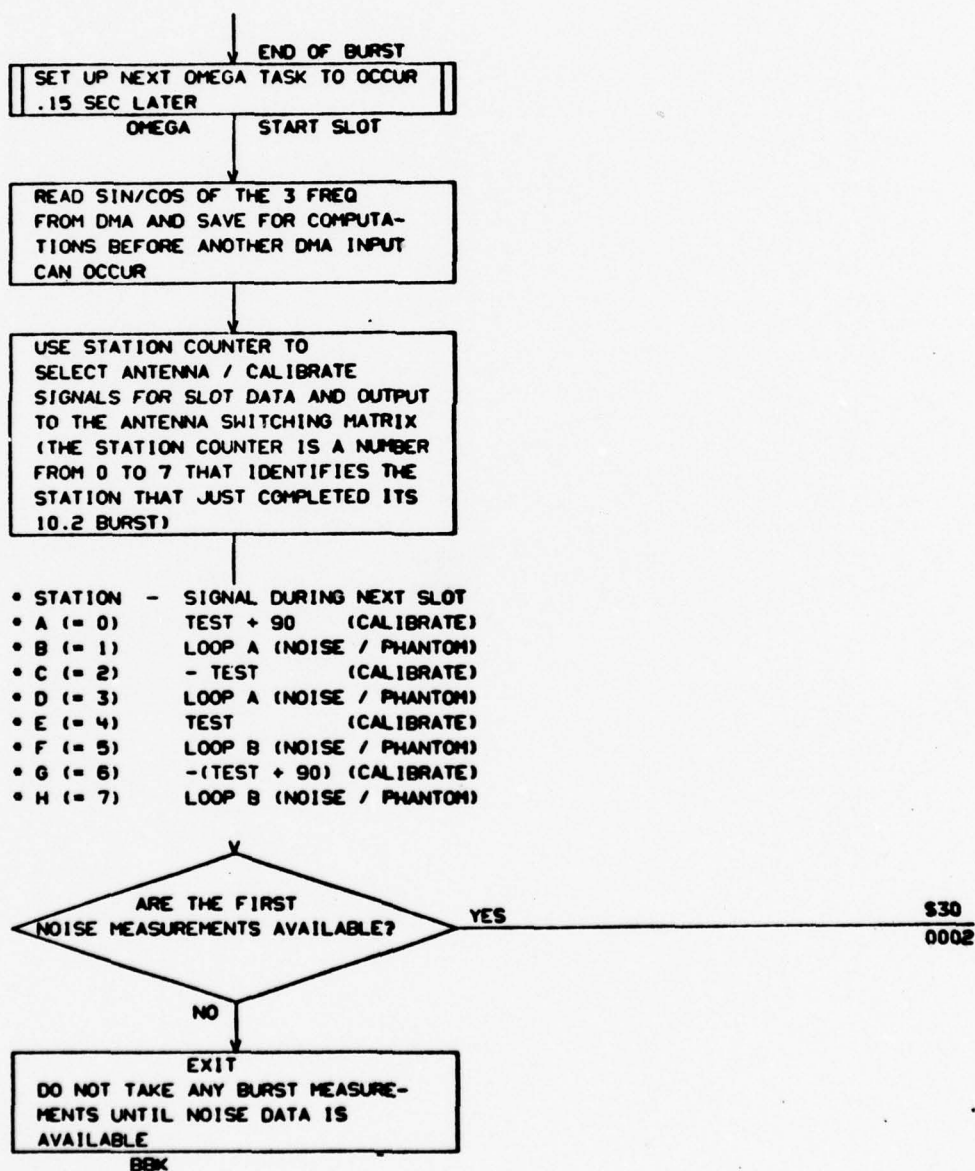 END OF BURST
SET UP NEXT OMEGA TASK TO OCCUR
.15 SEC LATER
OMEGA START SLOT
READ SIN/COS OF THE 3 FREQ
FROM DMA AND SAVE FOR COMPUTA-
TIONS BEFORE ANOTHER DMA INPUT
CAN OCCUR
USE STATION COUNTER TO
SELECT ANTENNA / CALIBRATE
SIGNALS FOR SLOT DATA AND OUTPUT
TO THE ANTENNA SWITCHING MATRIX
(THE STATION COUNTER IS A NUMBER
FROM 0 TO 7 THAT IDENTIFIES THE
STATION THAT JUST COMPLETED ITS
10.2 BURST)
* STATION - SIGNAL DURING NEXT SLOT
* A (= 0) TEST + 90 (CALIBRATE)
* B (= 1) LOOP A (NOISE / PHANTOM)
* C (= 2) - TEST (CALIBRATE)
* D (= 3) LOOP A (NOISE / PHANTOM)
* E (= 4) TEST (CALIBRATE)
* F (= 5) LOOP B (NOISE / PHANTOM)
* G (= 6) -(TEST + 90) (CALIBRATE)
* H (= 7) LOOP B (NOISE / PHANTOM)
ARE THE FIRST
NOISE MEASUREMENTS AVAILABLE?
YES
$30
0002
NO
EXIT
DO NOT TAKE ANY BURST MEASURE-
MENTS UNTIL NOISE DATA IS
AVAILABLE
BBK